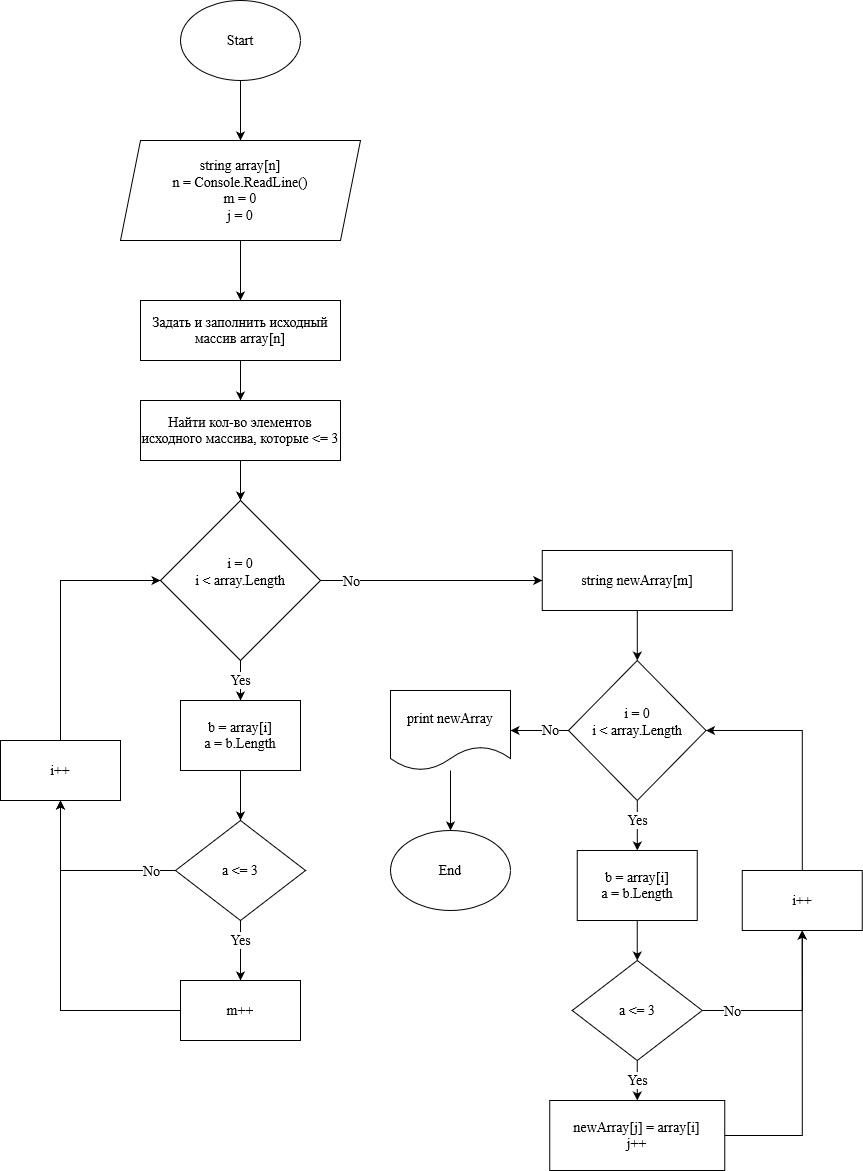 Start
string array[n]
n = Console.ReadLine()
m = 0
j = 0
Задать и заполнить исходный
массив array[n]
Найти кол-во элементов
исходного массива, которые <= 3
i = 0
i < array.Length
No
Yes
b = array[i]
a = b.Length
i++
a <= 3
No
Yes
m++
string newArray[m]
i = 0
i < array.Length
No
print newArray
End
Yes
b = array[i]
a = b.Length
i++
a <= 3
No
Yes
newArray[j] = array[i]
j++